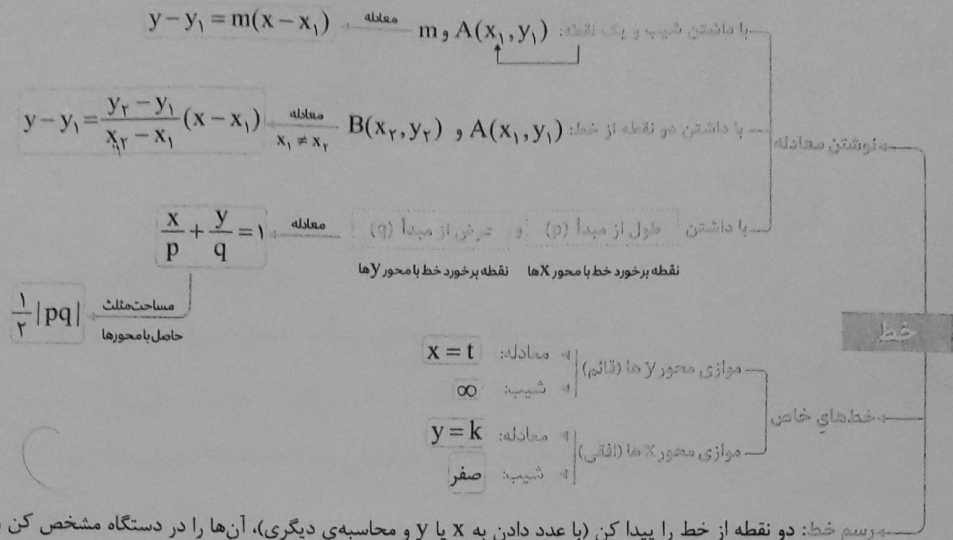 خط
نوشتن معادله
با داشتن شیب و یک نقطه: A(x₁, y₁) و m معادله y − y₁ = m(x − x₁)
با داشتن دو نقطه از خط: A(x₁, y₁) و B(x₂, y₂) معادله x₁ ≠ x₂ y − y₁ = (y₂ − y₁)/(x₂ − x₁) (x − x₁)
با داشتن طول از مبدأ (p) و عرض از مبدأ (q) معادله x/p + y/q = ۱
نقطه برخورد خط با محور xها نقطه برخورد خط با محور yها
مساحت مثلث حاصل با محورها ۱/۲ |pq|
خط‌های خاص
موازی محور y ها (قائم)
معادله: x = t
شیب: ∞
موازی محور x ها (افقی)
معادله: y = k
شیب: صفر
رسم خط: دو نقطه از خط را پیدا کن (با عدد دادن به x یا y و محاسبه‌ی دیگری)، آن‌ها را در دستگاه مشخص کن